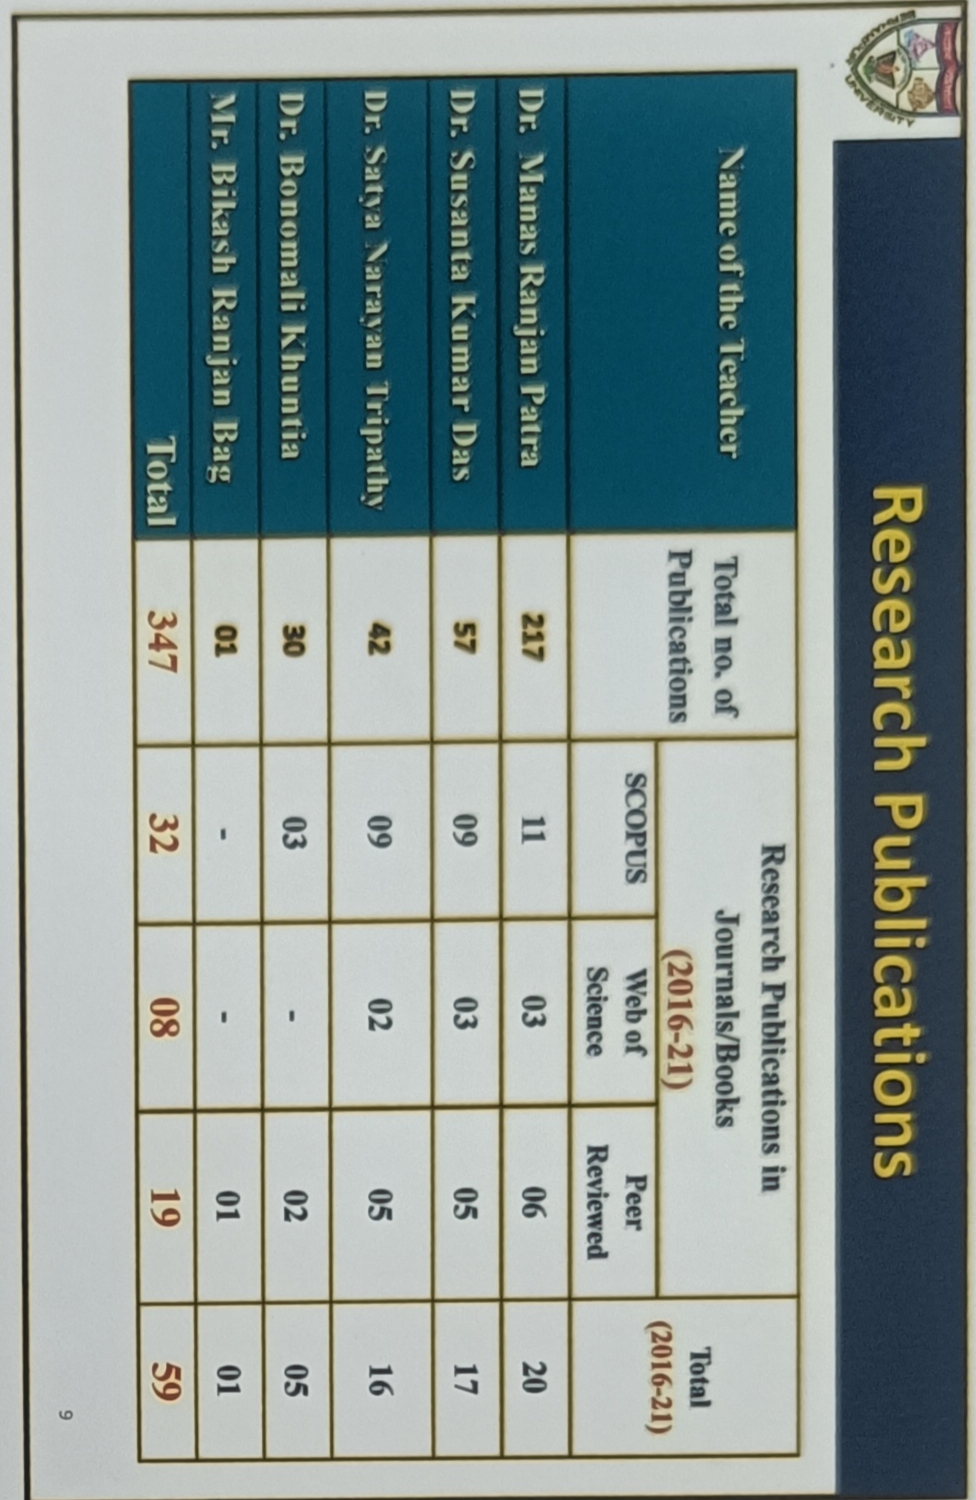 BERHAMPUR UNIVERSITY
Research Publications
Name of the Teacher
Total no. of
Publications
Research Publications in
Journals/Books
(2016-21)
Total
(2016-21)
SCOPUS
Web of
Science
Peer
Reviewed
Dr. Manas Ranjan Patra 217 11 03 06 20
Dr. Susanta Kumar Das 57 09 03 05 17
Dr. Satya Narayan Tripathy 42 09 02 05 16
Dr. Bonomali Khuntia 30 03 - 02 05
Mr. Bikash Ranjan Bag 01 - - 01 01
Total 347 32 08 19 59
9